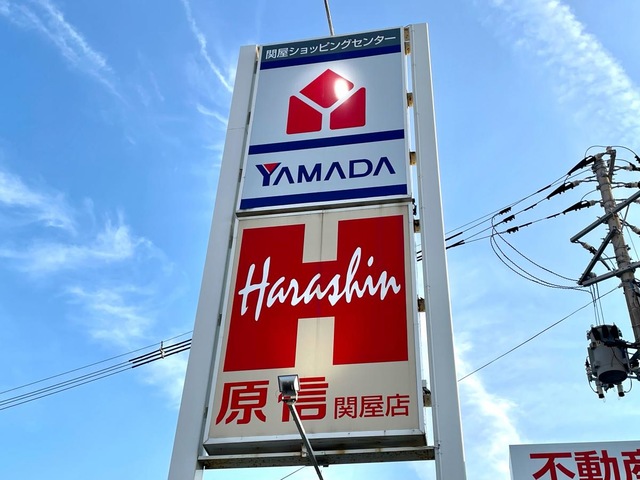 関屋ショッピングセンター
YAMADA
Harashin
原信 関屋店
不動産